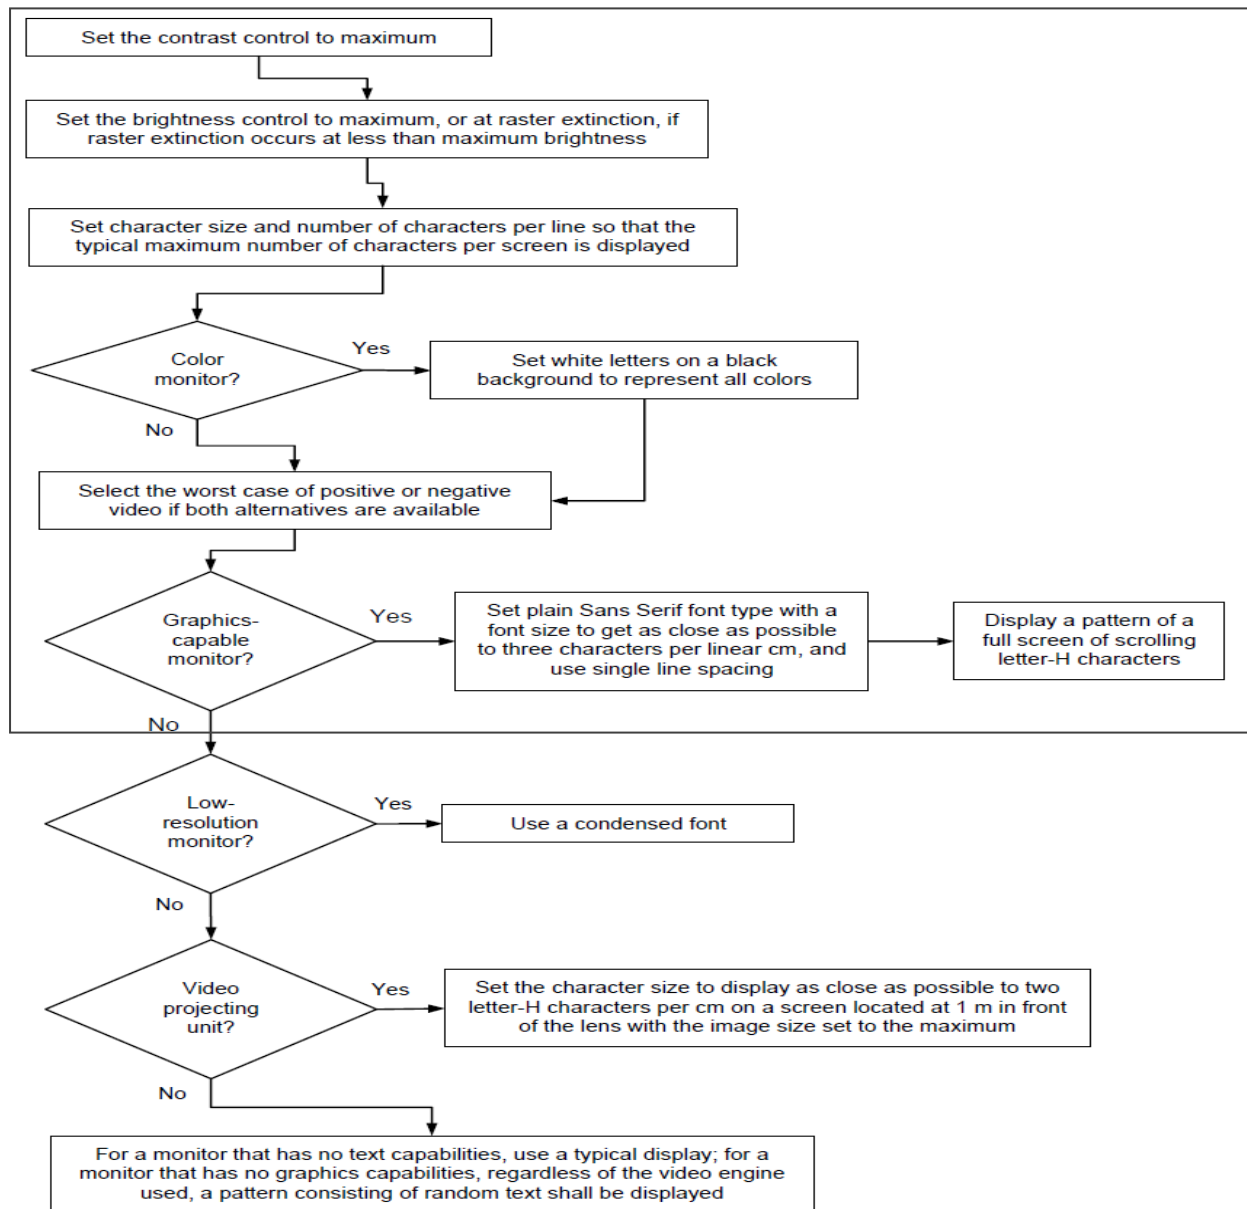 Set the contrast control to maximum
Set the brightness control to maximum, or at raster extinction, if
raster extinction occurs at less than maximum brightness
Set character size and number of characters per line so that the
typical maximum number of characters per screen is displayed
Color
monitor?
Yes
Set white letters on a black
background to represent all colors
No
Select the worst case of positive or negative
video if both alternatives are available
Graphics-
capable
monitor?
Yes
Set plain Sans Serif font type with a
font size to get as close as possible
to three characters per linear cm, and
use single line spacing
Display a pattern of a
full screen of scrolling
letter-H characters
No
Low-
resolution
monitor?
Yes
Use a condensed font
No
Video
projecting
unit?
Yes
Set the character size to display as close as possible to two
letter-H characters per cm on a screen located at 1 m in front
of the lens with the image size set to the maximum
No
For a monitor that has no text capabilities, use a typical display; for
a monitor that has no graphics capabilities, regardless of the video engine
used, a pattern consisting of random text shall be displayed